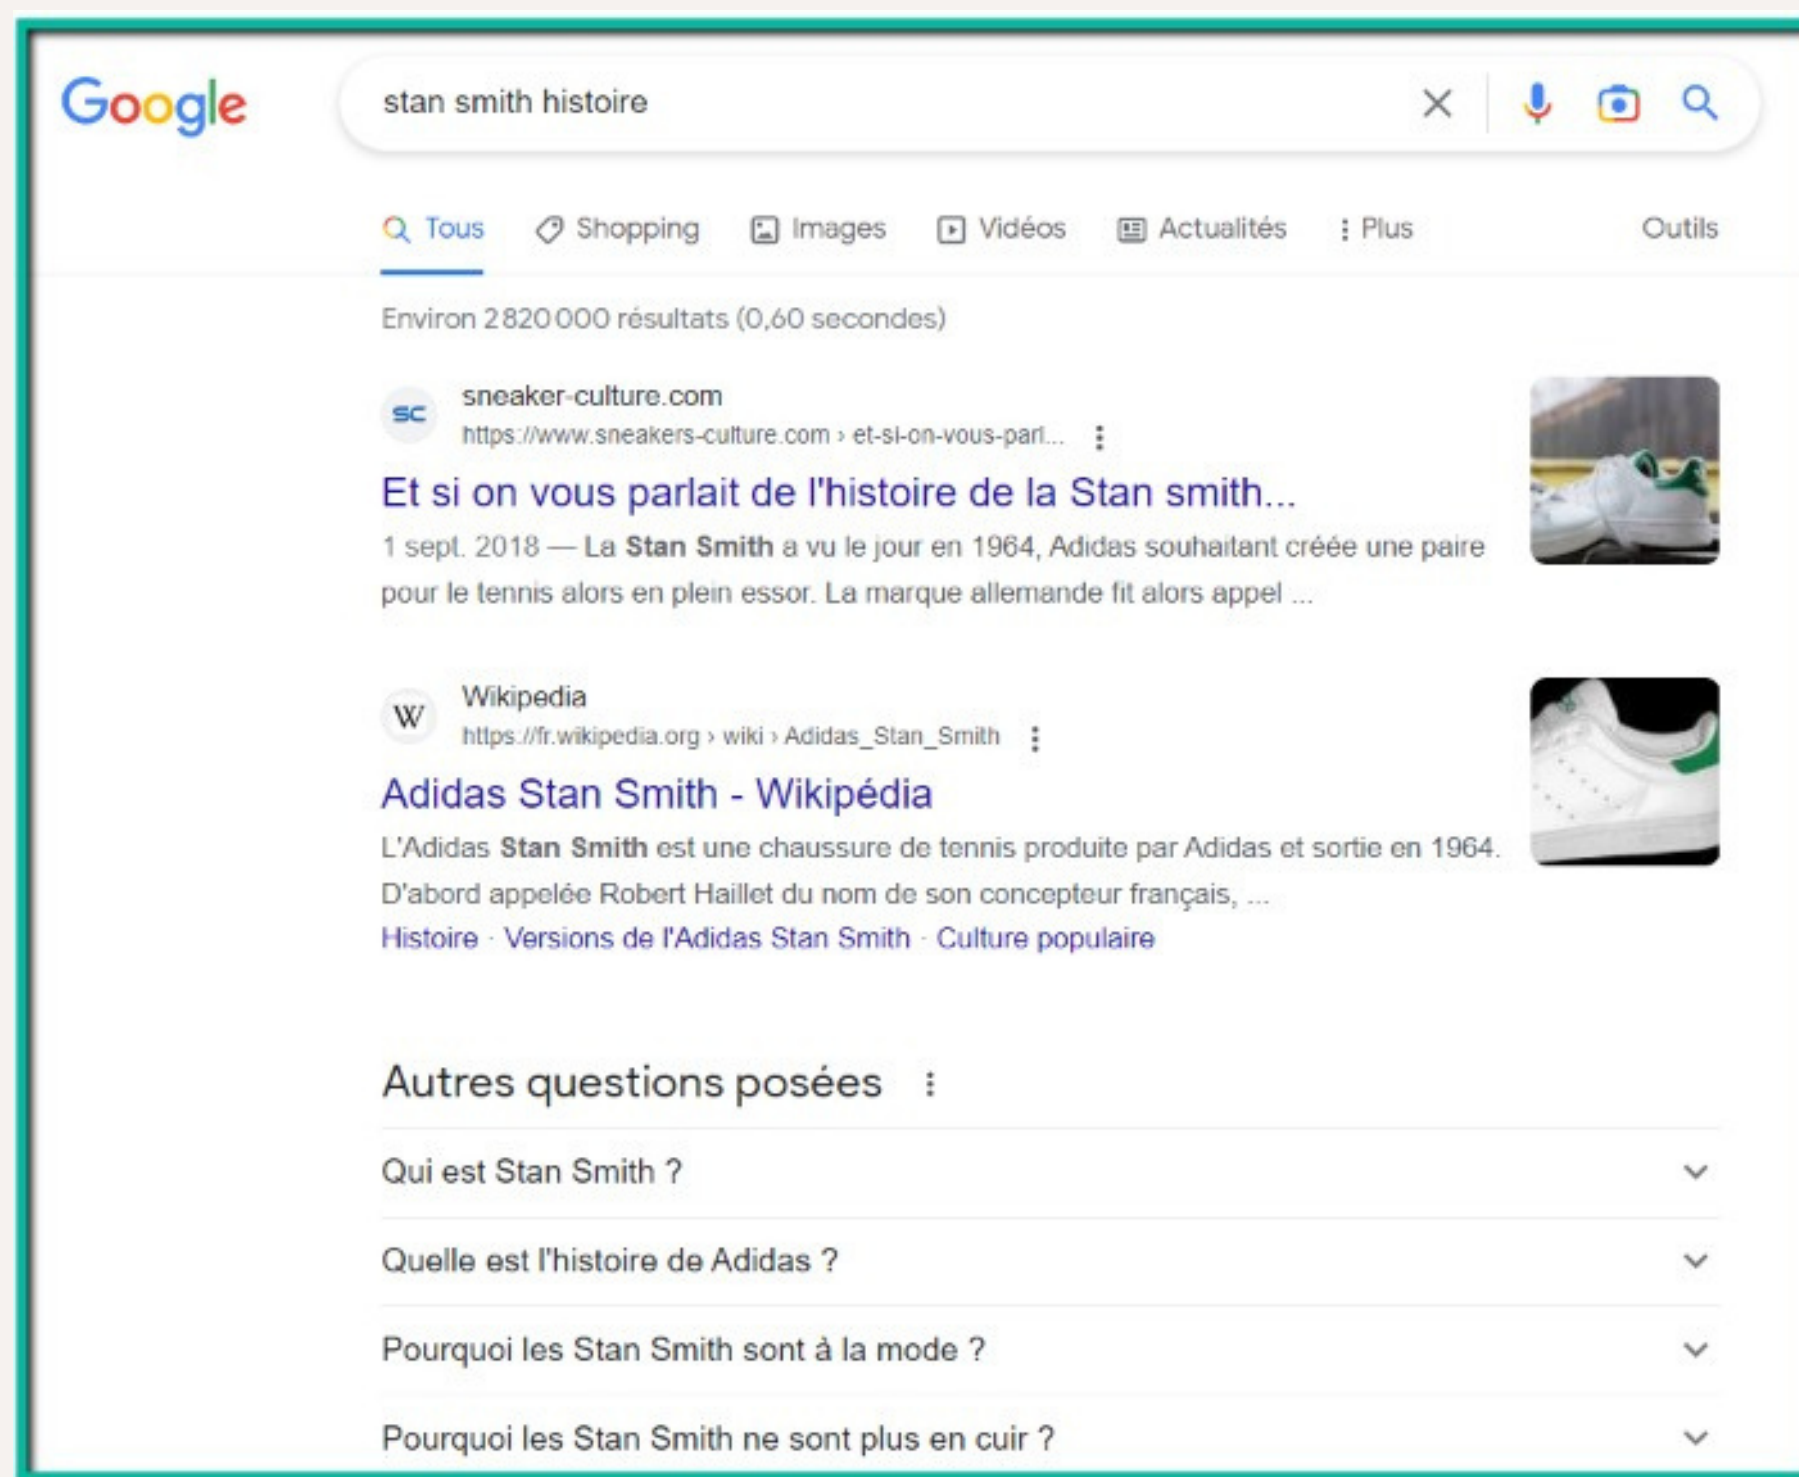 Google
stan smith histoire
Tous Shopping Images Vidéos Actualités Plus Outils
Environ 2 820 000 résultats (0,60 secondes)
SC
sneaker-culture.com
https://www.sneakers-culture.com › et-si-on-vous-parl...
Et si on vous parlait de l'histoire de la Stan smith...
1 sept. 2018 — La Stan Smith a vu le jour en 1964, Adidas souhaitant créée une paire
pour le tennis alors en plein essor. La marque allemande fit alors appel ...
W
Wikipedia
https://fr.wikipedia.org › wiki › Adidas_Stan_Smith
Adidas Stan Smith - Wikipédia
L'Adidas Stan Smith est une chaussure de tennis produite par Adidas et sortie en 1964.
D'abord appelée Robert Haillet du nom de son concepteur français, ...
Histoire · Versions de l'Adidas Stan Smith · Culture populaire
Autres questions posées
Qui est Stan Smith ?
Quelle est l'histoire de Adidas ?
Pourquoi les Stan Smith sont à la mode ?
Pourquoi les Stan Smith ne sont plus en cuir ?